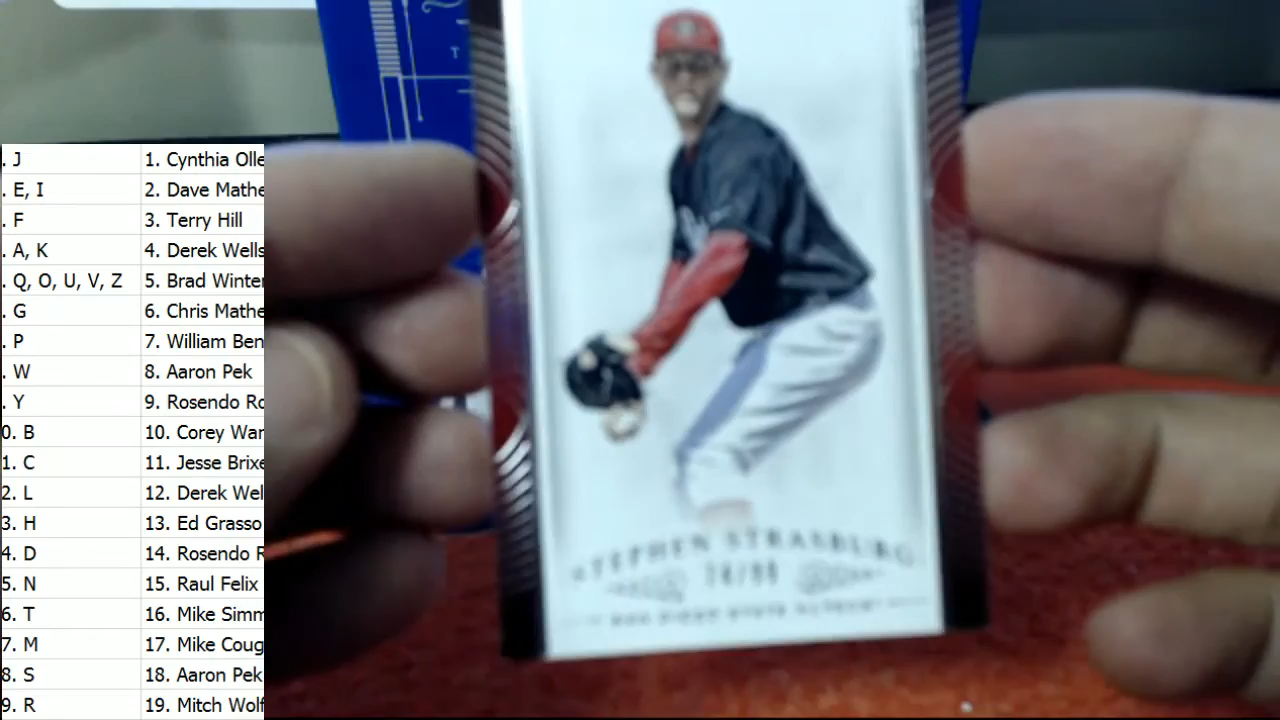 . J 1. Cynthia Olle
. E, I 2. Dave Mathe
. F 3. Terry Hill
. A, K 4. Derek Wells
. Q, O, U, V, Z 5. Brad Winter
. G 6. Chris Mathe
. P 7. William Ben
. W 8. Aaron Pek
. Y 9. Rosendo Ro
0. B 10. Corey War
1. C 11. Jesse Brixe
2. L 12. Derek Wel
3. H 13. Ed Grasso
4. D 14. Rosendo R
5. N 15. Raul Felix
6. T 16. Mike Simm
7. M 17. Mike Coug
8. S 18. Aaron Pek
9. R 19. Mitch Wolf
STEPHEN STRASBURG
SAN DIEGO STATE